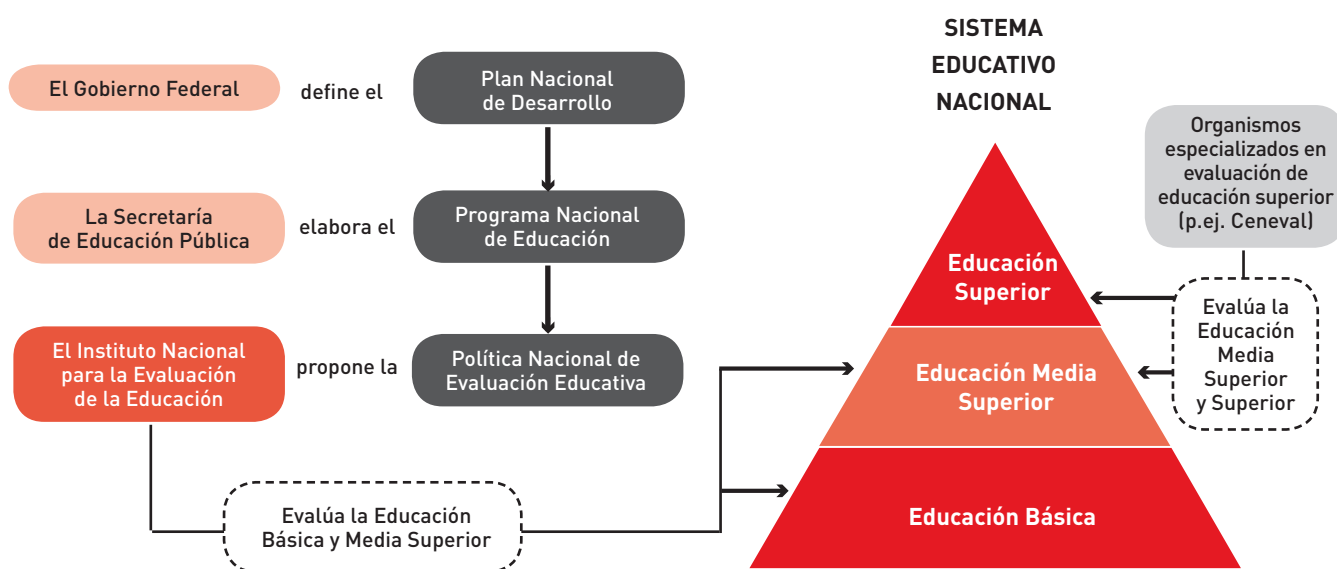 El Gobierno Federal
define el
Plan Nacional
de Desarrollo
La Secretaría
de Educación Pública
elabora el
Programa Nacional
de Educación
El Instituto Nacional
para la Evaluación
de la Educación
propone la
Política Nacional de
Evaluación Educativa
Evalúa la Educación
Básica y Media Superior
SISTEMA
EDUCATIVO
NACIONAL
Educación
Superior
Educación Media
Superior
Educación Básica
Organismos
especializados en
evaluación de
educación superior
(p.ej. Ceneval)
Evalúa la
Educación
Media
Superior
y Superior